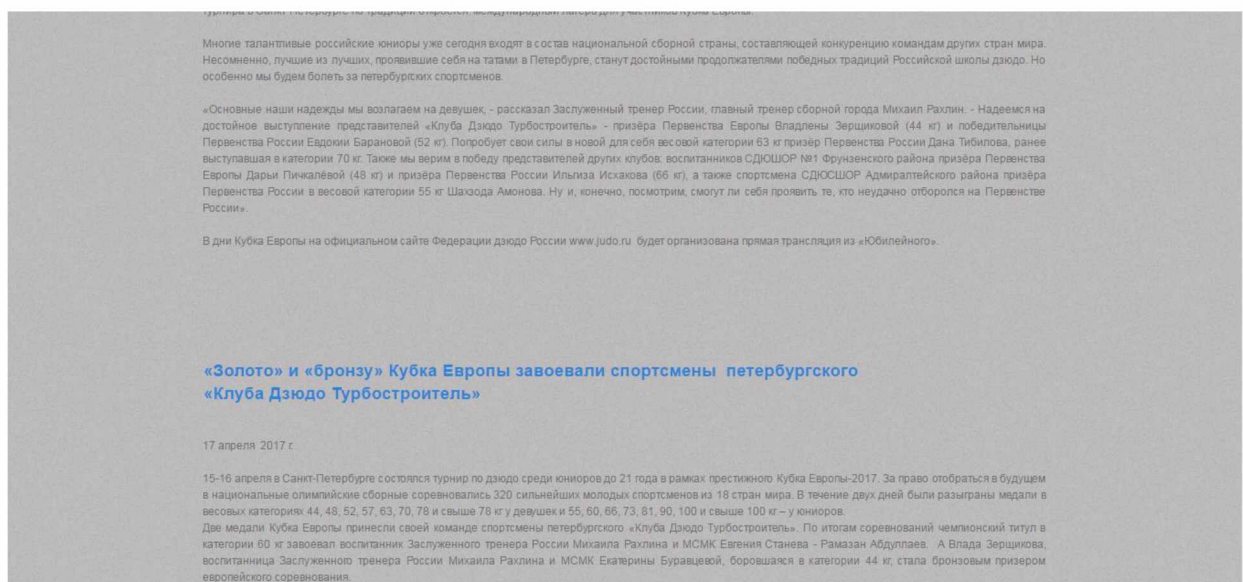 турнира в Санкт-Петербурге по традиции откроется международный лагерь для участников Кубка Европы.
Многие талантливые российские юниоры уже сегодня входят в состав национальной сборной страны, составляющей конкуренцию командам других стран мира.
Несомненно, лучшие из лучших, проявившие себя на татами в Петербурге, станут достойными продолжателями победных традиций Российской школы дзюдо. Но
особенно мы будем болеть за петербургских спортсменов.
«Основные наши надежды мы возлагаем на девушек, - рассказал Заслуженный тренер России, главный тренер сборной города Михаил Рахлин. - Надеемся на
достойное выступление представителей «Клуба Дзюдо Турбостроитель» - призёра Первенства Европы Владлены Зерщиковой (44 кг) и победительницы
Первенства России Евдокии Барановой (52 кг). Попробует свои силы в новой для себя весовой категории 63 кг призёр Первенства России Дана Тибилова, ранее
выступавшая в категории 70 кг. Также мы верим в победу представителей других клубов: воспитанников СДЮШОР №1 Фрунзенского района призёра Первенства
Европы Дарьи Пичкалёвой (48 кг) и призёра Первенства России Ильгиза Исхакова (66 кг), а также спортсмена СДЮСШОР Адмиралтейского района призёра
Первенства России в весовой категории 55 кг Шахзода Амонова. Ну и, конечно, посмотрим, смогут ли себя проявить те, кто неудачно отборолся на Первенстве
России».
В дни Кубка Европы на официальном сайте Федерации дзюдо России www.judo.ru будет организована прямая трансляция из «Юбилейного».
«Золото» и «бронзу» Кубка Европы завоевали спортсмены петербургского
«Клуба Дзюдо Турбостроитель»
17 апреля 2017 г.
15-16 апреля в Санкт-Петербурге состоялся турнир по дзюдо среди юниоров до 21 года в рамках престижного Кубка Европы-2017. За право отобраться в будущем
в национальные олимпийские сборные соревновались 320 сильнейших молодых спортсменов из 18 стран мира. В течение двух дней были разыграны медали в
весовых категориях 44, 48, 52, 57, 63, 70, 78 и свыше 78 кг у девушек и 55, 60, 66, 73, 81, 90, 100 и свыше 100 кг – у юниоров.
Две медали Кубка Европы принесли своей команде спортсмены петербургского «Клуба Дзюдо Турбостроитель». По итогам соревнований чемпионский титул в
категории 60 кг завоевал воспитанник Заслуженного тренера России Михаила Рахлина и МСМК Евгения Станева - Рамазан Абдуллаев. А Влада Зерщикова,
воспитанница Заслуженного тренера России Михаила Рахлина и МСМК Екатерины Буравцевой, боровшаяся в категории 44 кг, стала бронзовым призером
европейского соревнования.